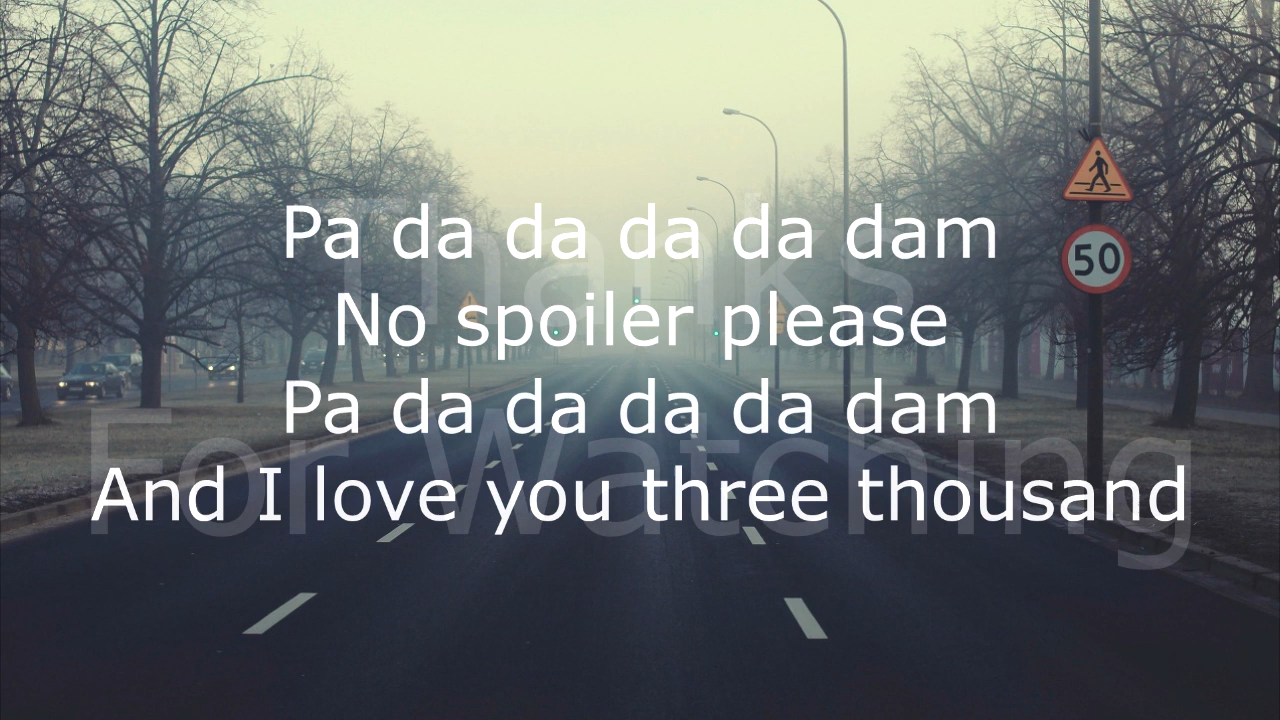 Pa da da da da dam
No spoiler please
Pa da da da da dam
And I love you three thousand
Thanks
For Watching
50